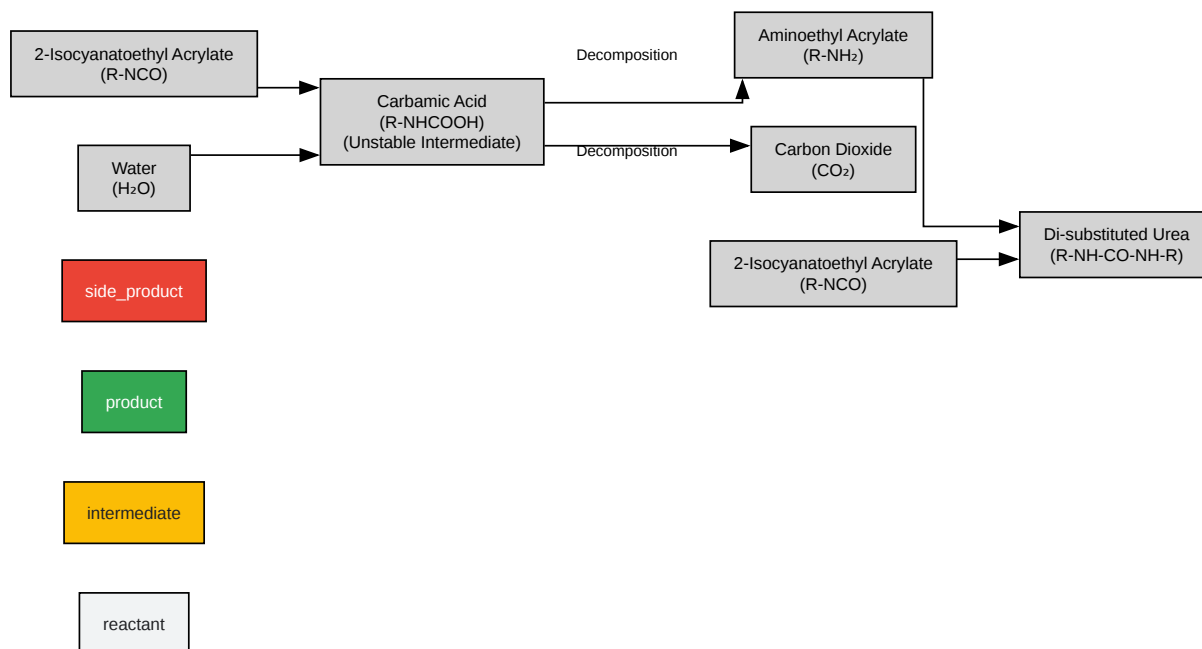 2-Isocyanatoethyl Acrylate
(R-NCO)
Water
(H₂O)
Carbamic Acid
(R-NHCOOH)
(Unstable Intermediate)
Decomposition
Decomposition
Aminoethyl Acrylate
(R-NH₂)
Carbon Dioxide
(CO₂)
2-Isocyanatoethyl Acrylate
(R-NCO)
Di-substituted Urea
(R-NH-CO-NH-R)
side_product
product
intermediate
reactant